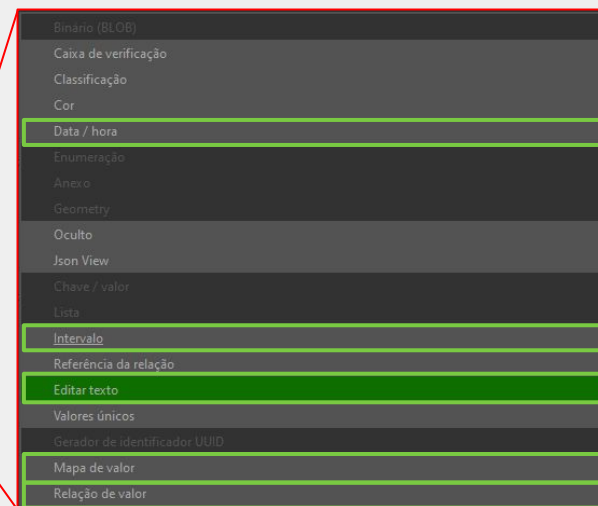 Binário (BLOB)
Caixa de verificação
Classificação
Cor
Data / hora
Enumeração
Anexo
Geometry
Oculto
Json View
Chave / valor
Lista
Intervalo
Referência da relação
Editar texto
Valores únicos
Gerador de identificador UUID
Mapa de valor
Relação de valor